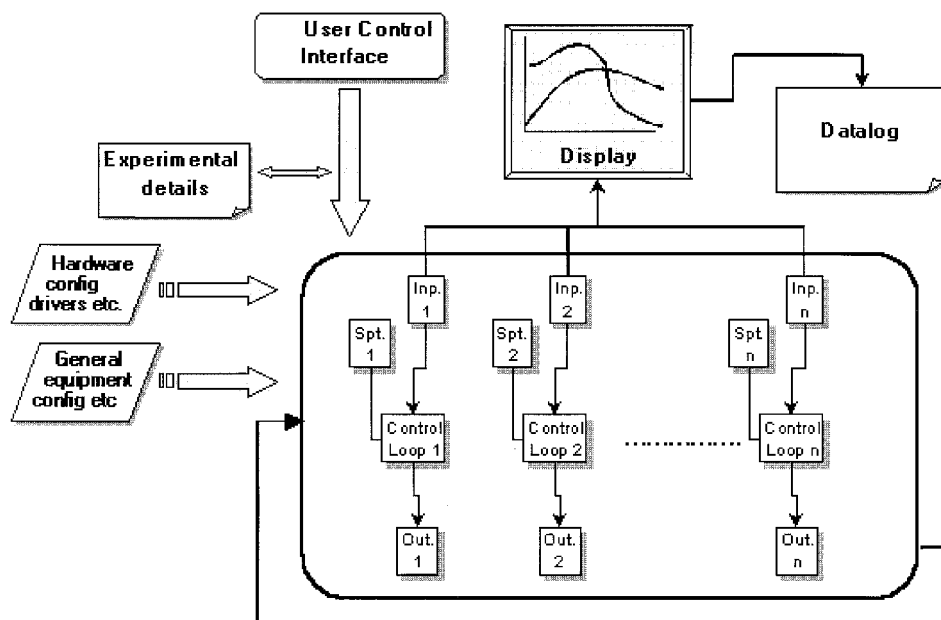 User Control
Interface
Experimental
details
Display
Datalog
Hardware
config
drivers etc.
General
equipment
config etc
Inp.
1
Inp.
2
Inp.
n
Spt.
1
Spt.
2
Spt.
n
Control
Loop 1
Control
Loop 2
Control
Loop n
Out.
1
Out.
2
Out.
n